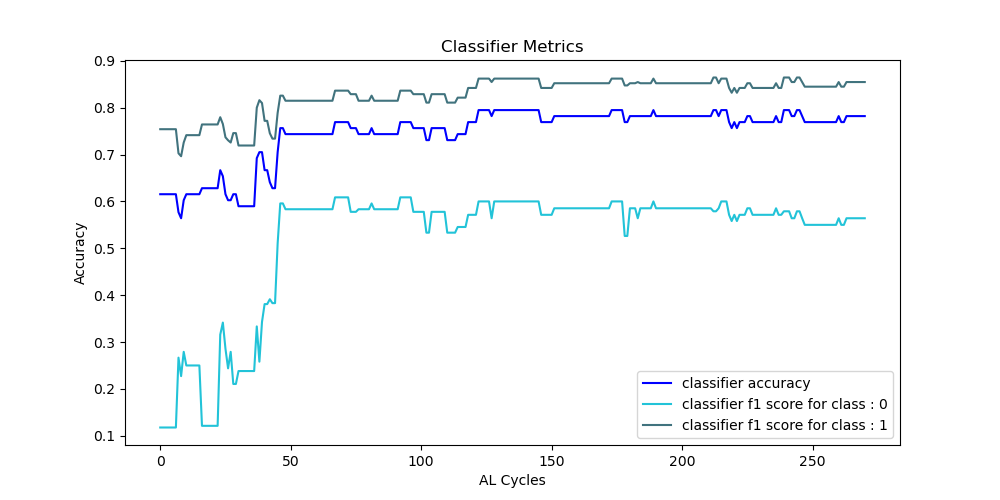 Classifier Metrics
0.9
0.8
0.7
0.6
0.5
0.4
0.3
0.2
0.1
Accuracy
classifier accuracy
classifier f1 score for class : 0
classifier f1 score for class : 1
0 50 100 150 200 250
AL Cycles